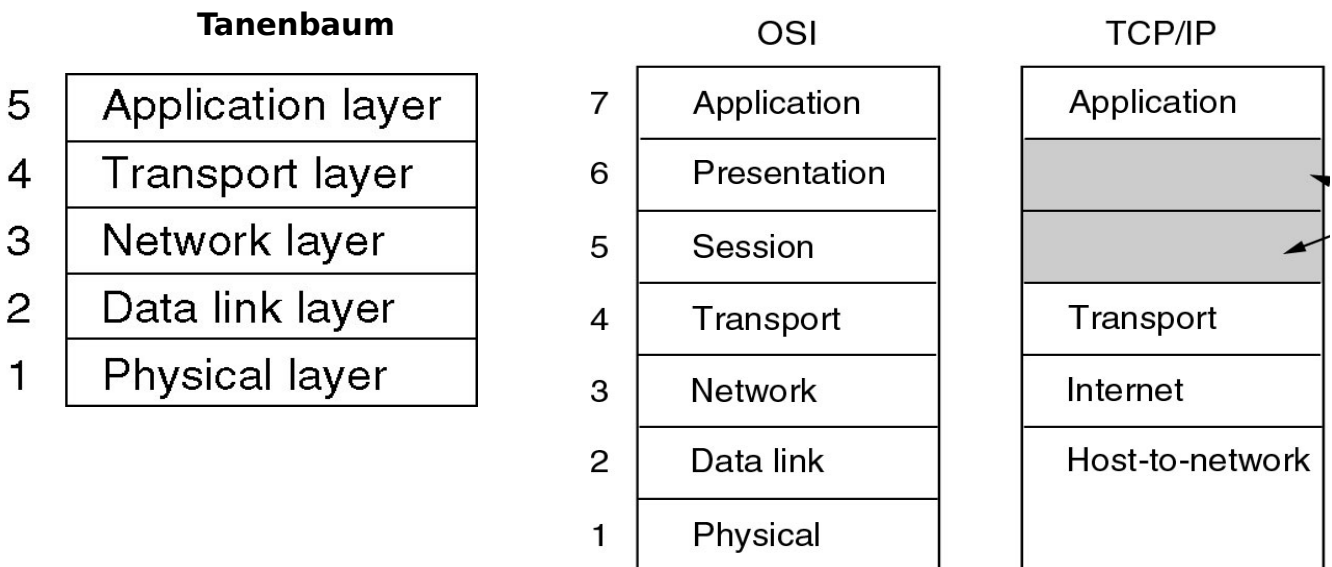 Tanenbaum
5 Application layer
4 Transport layer
3 Network layer
2 Data link layer
1 Physical layer
OSI
7 Application
6 Presentation
5 Session
4 Transport
3 Network
2 Data link
1 Physical
TCP/IP
Application
Transport
Internet
Host-to-network